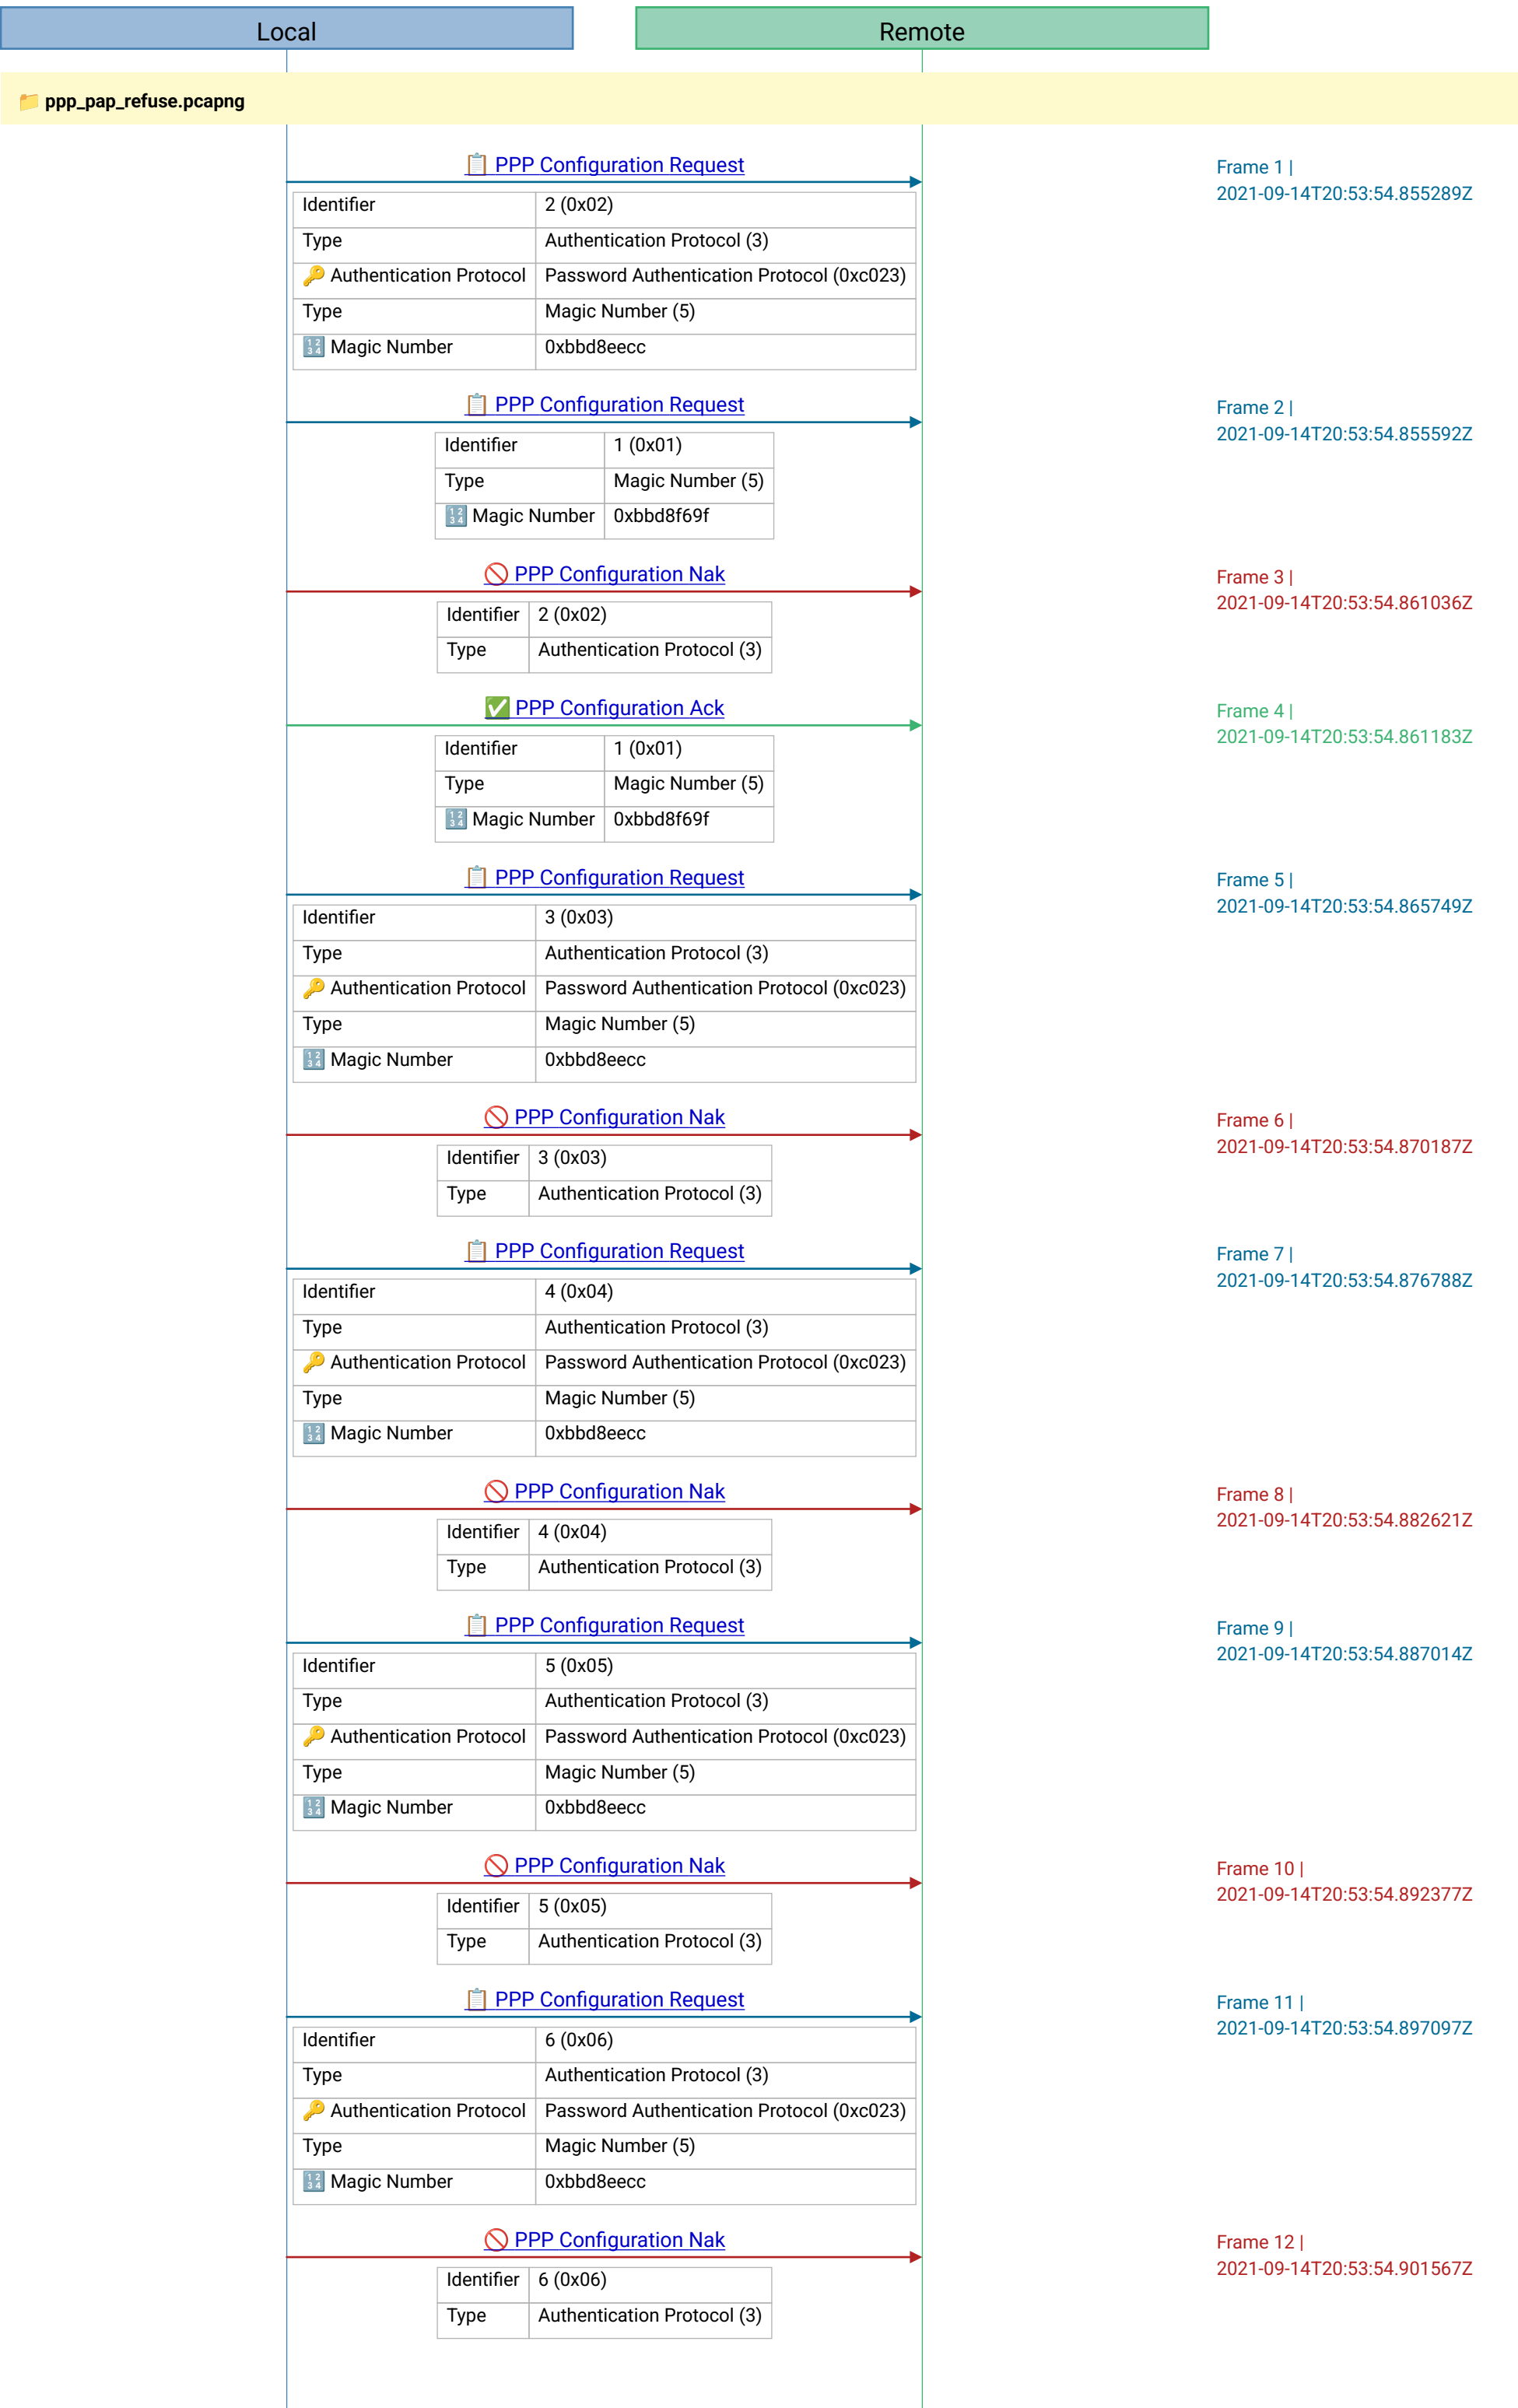 Local Remote
📁 ppp_pap_refuse.pcapng
📋 PPP Configuration Request
Frame 1 |
2021-09-14T20:53:54.855289Z
Identifier 2 (0x02)
Type Authentication Protocol (3)
🔑 Authentication Protocol Password Authentication Protocol (0xc023)
Type Magic Number (5)
🔢 Magic Number 0xbbd8eecc
📋 PPP Configuration Request
Frame 2 |
2021-09-14T20:53:54.855592Z
Identifier 1 (0x01)
Type Magic Number (5)
🔢 Magic Number 0xbbd8f69f
🚫 PPP Configuration Nak
Frame 3 |
2021-09-14T20:53:54.861036Z
Identifier 2 (0x02)
Type Authentication Protocol (3)
✅ PPP Configuration Ack
Frame 4 |
2021-09-14T20:53:54.861183Z
Identifier 1 (0x01)
Type Magic Number (5)
🔢 Magic Number 0xbbd8f69f
📋 PPP Configuration Request
Frame 5 |
2021-09-14T20:53:54.865749Z
Identifier 3 (0x03)
Type Authentication Protocol (3)
🔑 Authentication Protocol Password Authentication Protocol (0xc023)
Type Magic Number (5)
🔢 Magic Number 0xbbd8eecc
🚫 PPP Configuration Nak
Frame 6 |
2021-09-14T20:53:54.870187Z
Identifier 3 (0x03)
Type Authentication Protocol (3)
📋 PPP Configuration Request
Frame 7 |
2021-09-14T20:53:54.876788Z
Identifier 4 (0x04)
Type Authentication Protocol (3)
🔑 Authentication Protocol Password Authentication Protocol (0xc023)
Type Magic Number (5)
🔢 Magic Number 0xbbd8eecc
🚫 PPP Configuration Nak
Frame 8 |
2021-09-14T20:53:54.882621Z
Identifier 4 (0x04)
Type Authentication Protocol (3)
📋 PPP Configuration Request
Frame 9 |
2021-09-14T20:53:54.887014Z
Identifier 5 (0x05)
Type Authentication Protocol (3)
🔑 Authentication Protocol Password Authentication Protocol (0xc023)
Type Magic Number (5)
🔢 Magic Number 0xbbd8eecc
🚫 PPP Configuration Nak
Frame 10 |
2021-09-14T20:53:54.892377Z
Identifier 5 (0x05)
Type Authentication Protocol (3)
📋 PPP Configuration Request
Frame 11 |
2021-09-14T20:53:54.897097Z
Identifier 6 (0x06)
Type Authentication Protocol (3)
🔑 Authentication Protocol Password Authentication Protocol (0xc023)
Type Magic Number (5)
🔢 Magic Number 0xbbd8eecc
🚫 PPP Configuration Nak
Frame 12 |
2021-09-14T20:53:54.901567Z
Identifier 6 (0x06)
Type Authentication Protocol (3)